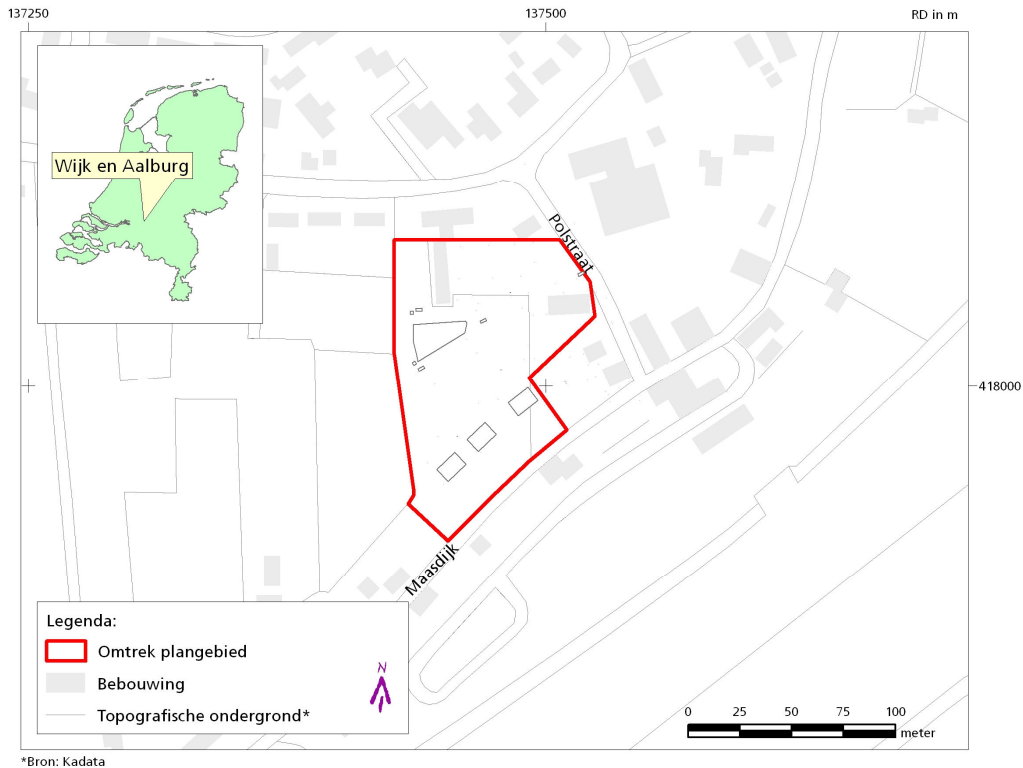 137250
137500
RD in m
Wijk en Aalburg
Polstraat
418000
Maasdijk
Legenda:
Omtrek plangebied
Bebouwing
Topografische ondergrond*
N
0 25 50 75 100
meter
*Bron: Kadata